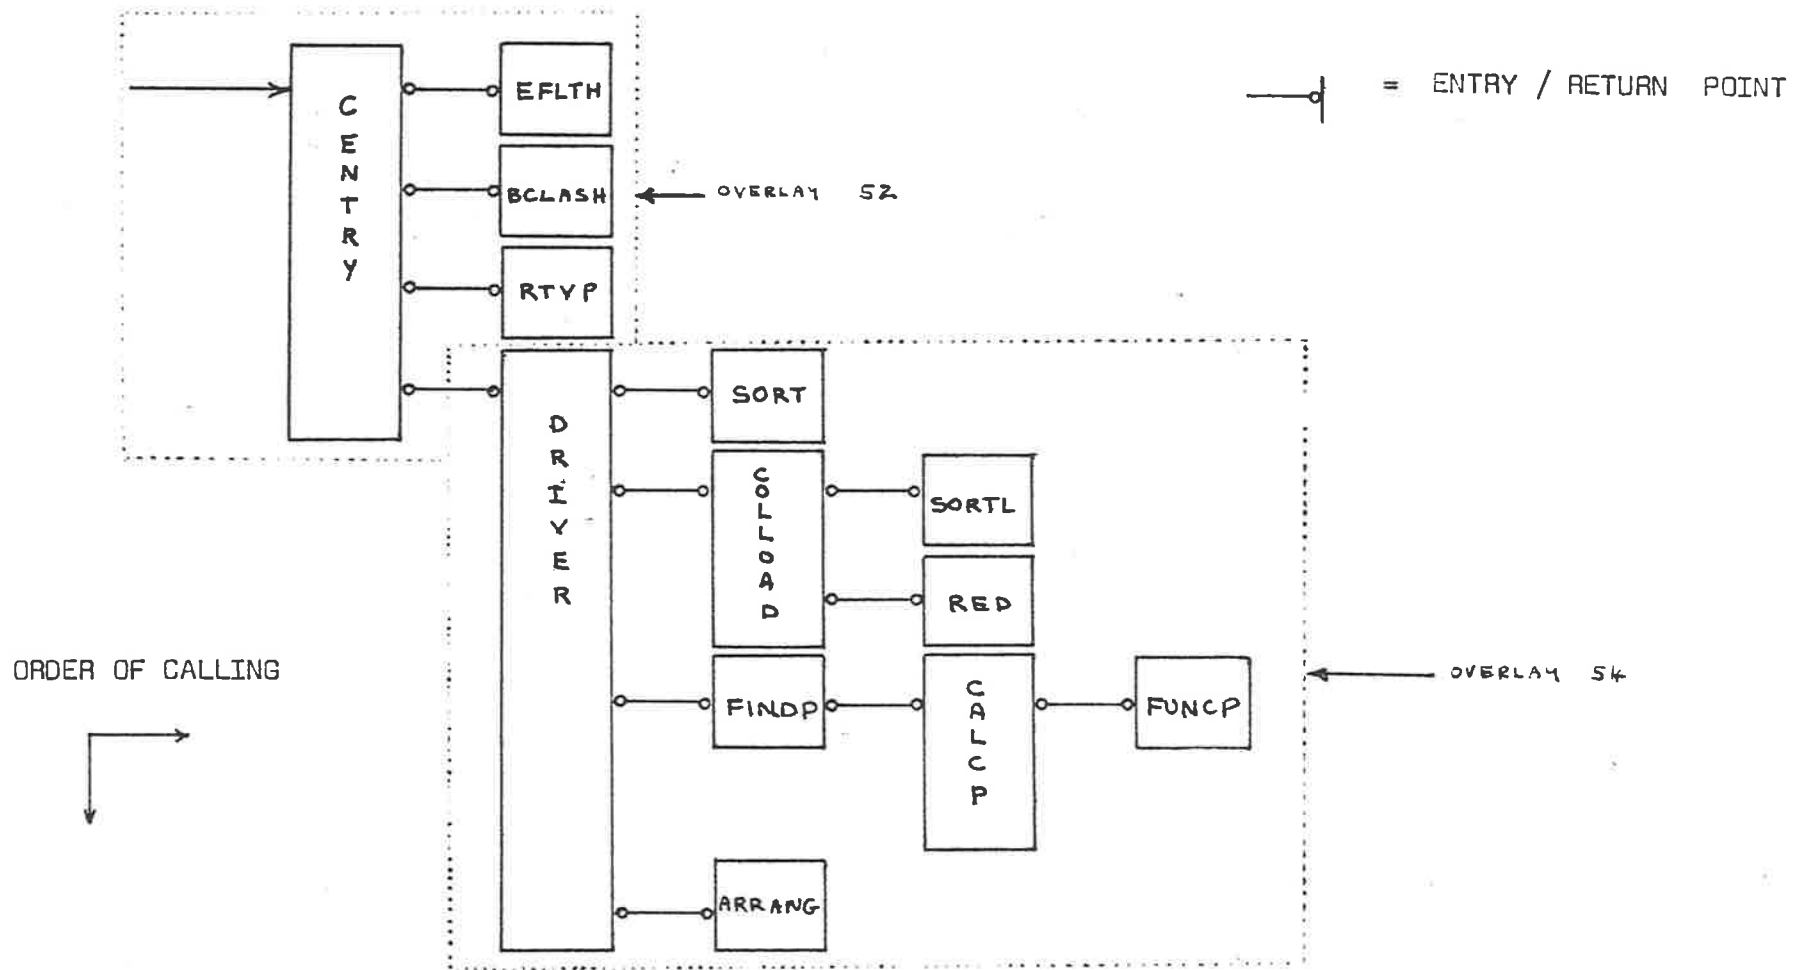 CENTRY
EFLTH
= ENTRY / RETURN POINT
BCLASH
OVERLAY 52
RTYP
DRIVER
SORT
COLLOAD
SORTL
RED
ORDER OF CALLING
FINDP
CALCP
FUNCP
OVERLAY 54
ARRANG